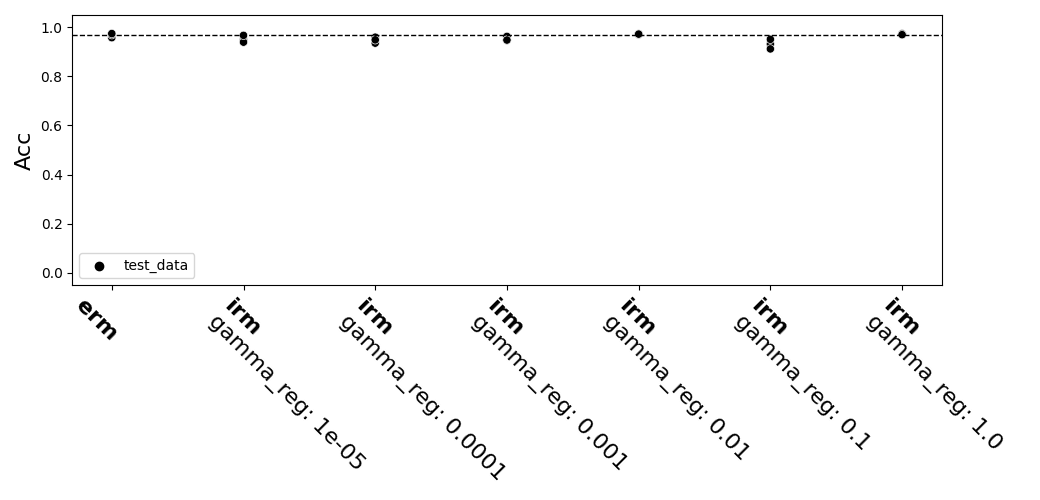 Acc
1.0
0.8
0.6
0.4
0.2
0.0
test_data
erm
irm
gamma_reg: 1e-05
irm
gamma_reg: 0.0001
irm
gamma_reg: 0.001
irm
gamma_reg: 0.01
irm
gamma_reg: 0.1
irm
gamma_reg: 1.0